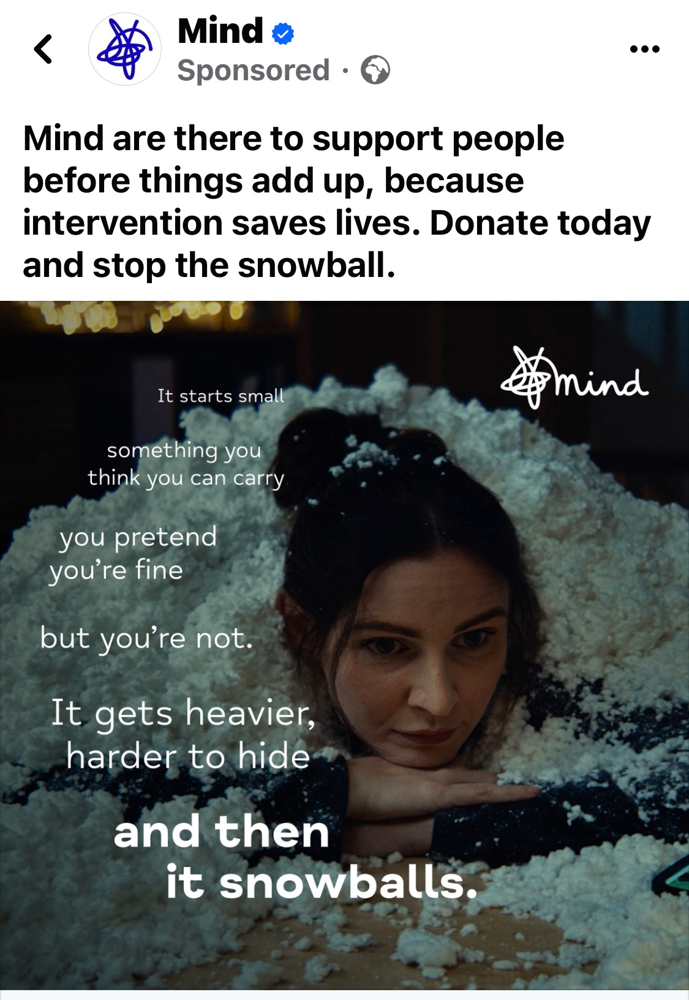 Mind
Sponsored ·
Mind are there to support people
before things add up, because
intervention saves lives. Donate today
and stop the snowball.
mind
It starts small
something you
think you can carry
you pretend
you’re fine
but you’re not.
It gets heavier,
harder to hide
and then
it snowballs.